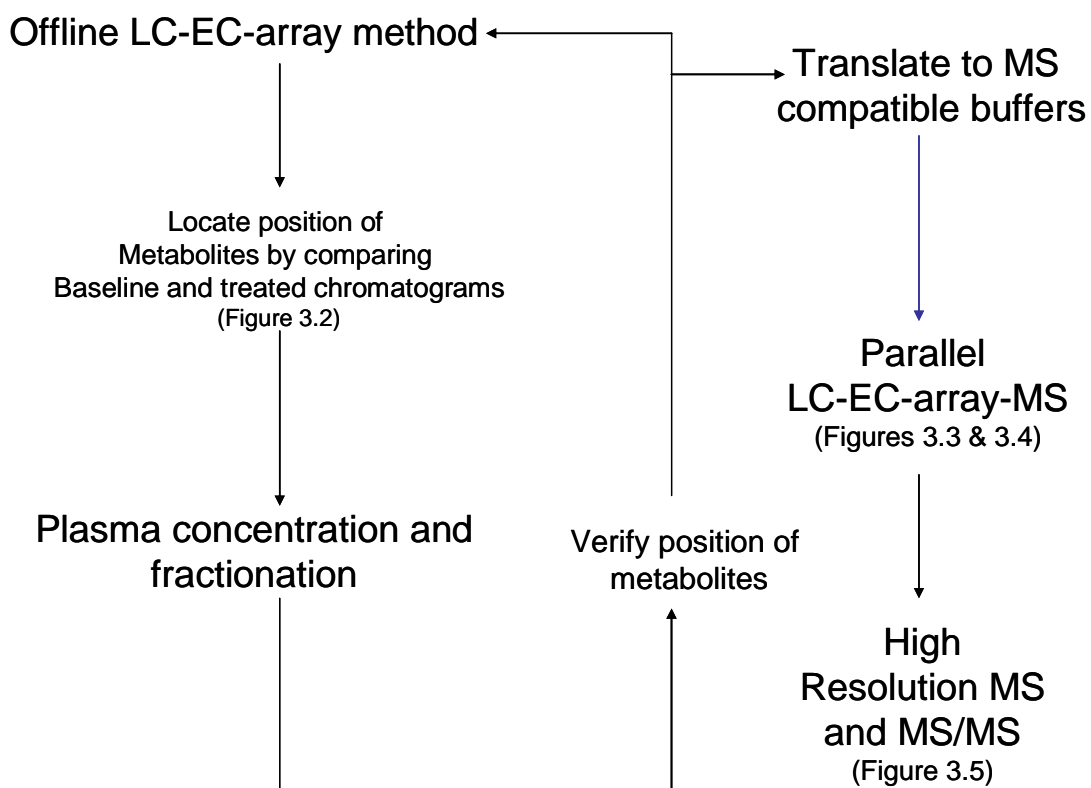 Offline LC-EC-array method
Locate position of
Metabolites by comparing
Baseline and treated chromatograms
(Figure 3.2)
Plasma concentration and
fractionation
Verify position of
metabolites
Translate to MS
compatible buffers
Parallel
LC-EC-array-MS
(Figures 3.3 & 3.4)
High
Resolution MS
and MS/MS
(Figure 3.5)